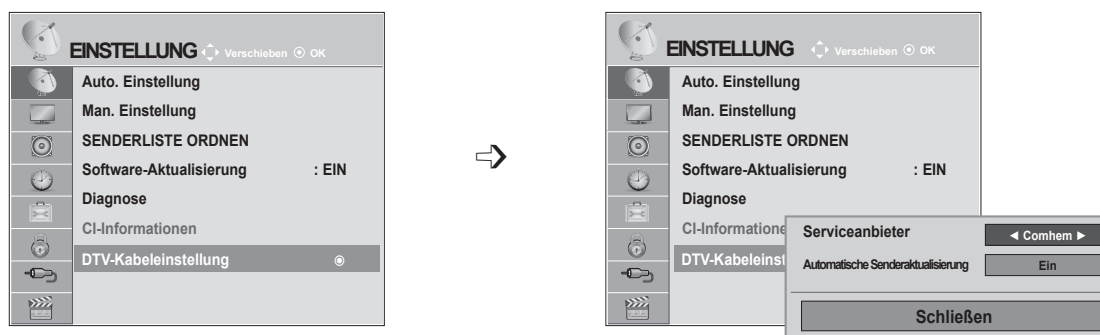 EINSTELLUNG Verschieben OK
Auto. Einstellung
Man. Einstellung
SENDERLISTE ORDNEN
Software-Aktualisierung : EIN
Diagnose
CI-Informationen
DTV-Kabeleinstellung
EINSTELLUNG Verschieben OK
Auto. Einstellung
Man. Einstellung
SENDERLISTE ORDNEN
Software-Aktualisierung : EIN
Diagnose
CI-Informatione
DTV-Kabeleinst
Serviceanbieter ◄ Comhem ►
Automatische Senderaktualisierung Ein
Schließen